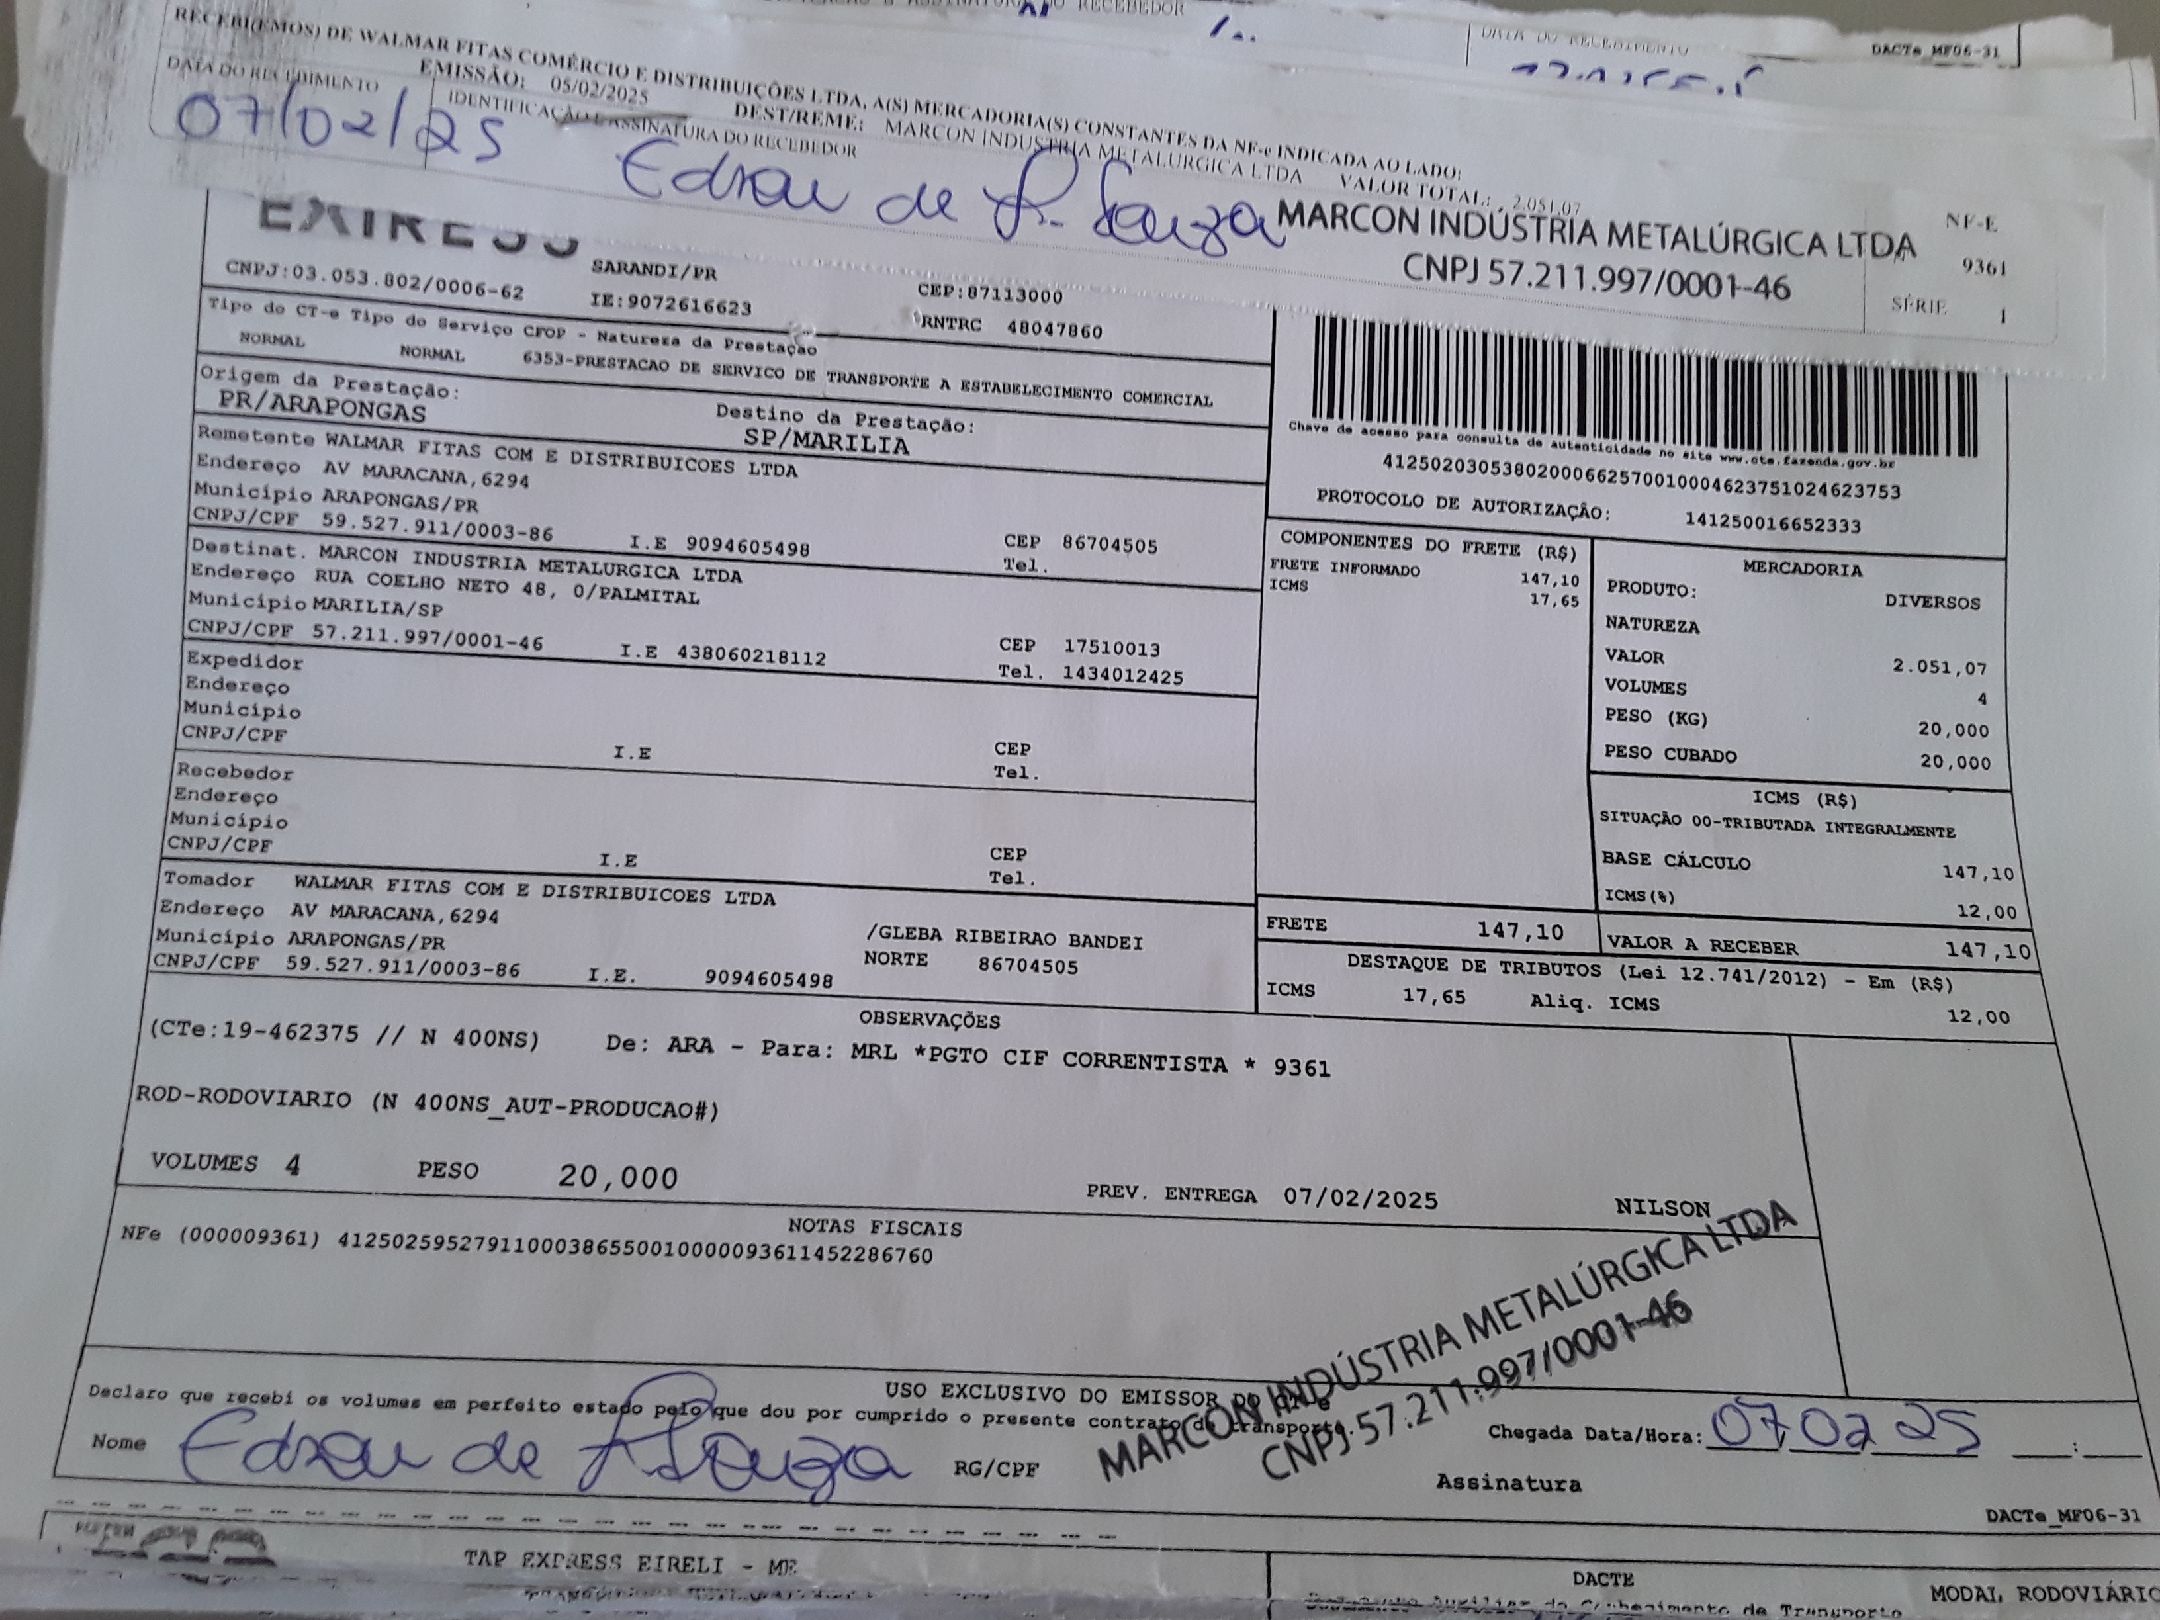 O RECEBEDOR
DATA DO RECEBIMENTO
DACTe_MF06-31
RECEBI(EMOS) DE WALMAR FITAS COMÉRCIO E DISTRIBUIÇÕES LTDA, A(S) MERCADORIA(S) CONSTANTES DA NF-e INDICADA AO LADO:
EMISSÃO: 05/02/2025 DEST/REME: MARCON INDUSTRIA METALURGICA LTDA VALOR TOTAL: 2.051,07
DATA DO RECEBIMENTO IDENTIFICAÇÃO E ASSINATURA DO RECEBEDOR
07/02/25 de Souza
MARCON INDÚSTRIA METALÚRGICA LTDA
CNPJ 57.211.997/0001-46
NF-E
9361
SÉRIE 1
EXPRESS
CNPJ:03.053.802/0006-62 SARANDI/PR CEP:87113000
IE:9072616623 RNTRC 48047860
Tipo do CT-e Tipo do Serviço CFOP - Natureza da Prestação
NORMAL NORMAL 6353-PRESTACAO DE SERVICO DE TRANSPORTE A ESTABELECIMENTO COMERCIAL
Origem da Prestação: Destino da Prestação:
PR/ARAPONGAS SP/MARILIA
Chave de acesso para consulta de autenticidade no site www.cte.fazenda.gov.br
41250203053802000662570010004623751024623753
PROTOCOLO DE AUTORIZAÇÃO: 141250016652333
Remetente WALMAR FITAS COM E DISTRIBUICOES LTDA
Endereço AV MARACANA,6294
Município ARAPONGAS/PR CEP 86704505
CNPJ/CPF 59.527.911/0003-86 I.E 9094605498 Tel.
Destinat. MARCON INDUSTRIA METALURGICA LTDA
Endereço RUA COELHO NETO 48, 0/PALMITAL
Município MARILIA/SP CEP 17510013
CNPJ/CPF 57.211.997/0001-46 I.E 438060218112 Tel. 1434012425
Expedidor
Endereço
Município CEP
CNPJ/CPF I.E Tel.
Recebedor
Endereço
Município CEP
CNPJ/CPF I.E Tel.
Tomador WALMAR FITAS COM E DISTRIBUICOES LTDA
Endereço AV MARACANA,6294 /GLEBA RIBEIRAO BANDEI
Município ARAPONGAS/PR NORTE 86704505
CNPJ/CPF 59.527.911/0003-86 I.E. 9094605498
COMPONENTES DO FRETE (R$)
FRETE INFORMADO 147,10
ICMS 17,65
MERCADORIA
PRODUTO: DIVERSOS
NATUREZA
VALOR 2.051,07
VOLUMES 4
PESO (KG) 20,000
PESO CUBADO 20,000
ICMS (R$)
SITUAÇÃO 00-TRIBUTADA INTEGRALMENTE
BASE CÁLCULO 147,10
ICMS(%) 12,00
FRETE 147,10 VALOR A RECEBER 147,10
DESTAQUE DE TRIBUTOS (Lei 12.741/2012) - Em (R$)
ICMS 17,65 Aliq. ICMS 12,00
OBSERVAÇÕES
(CTe:19-462375 // N 400NS) De: ARA - Para: MRL *PGTO CIF CORRENTISTA * 9361
ROD-RODOVIARIO (N 400NS_AUT-PRODUCAO#)
VOLUMES 4 PESO 20,000 PREV. ENTREGA 07/02/2025 NILSON
NOTAS FISCAIS
NFe (000009361) 41250259527911000386550010000093611452286760
USO EXCLUSIVO DO EMISSOR DO CT-e
Declaro que recebi os volumes em perfeito estado pelo que dou por cumprido o presente contrato de transporte.
MARCON INDÚSTRIA METALÚRGICA LTDA
CNPJ 57.211.997/0001-46
Nome de Souza RG/CPF Chegada Data/Hora: 07 02 25 :
Assinatura
DACTe_MF06-31
TAP EXPRESS EIRELI - ME
DACTE MODAL RODOVIÁRIO